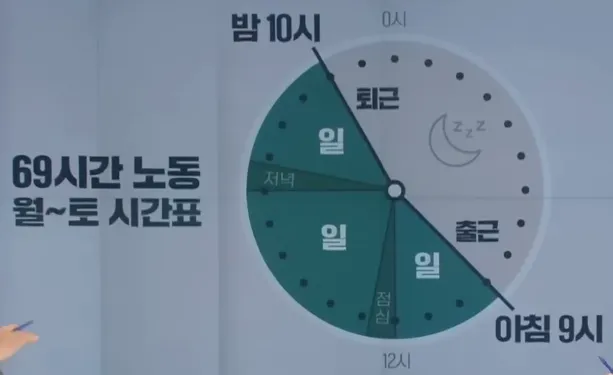 밤 10시
0시
퇴근
zzz
일
69시간 노동
월~토 시간표
저녁
일
출근
일
점심
아침 9시
12시